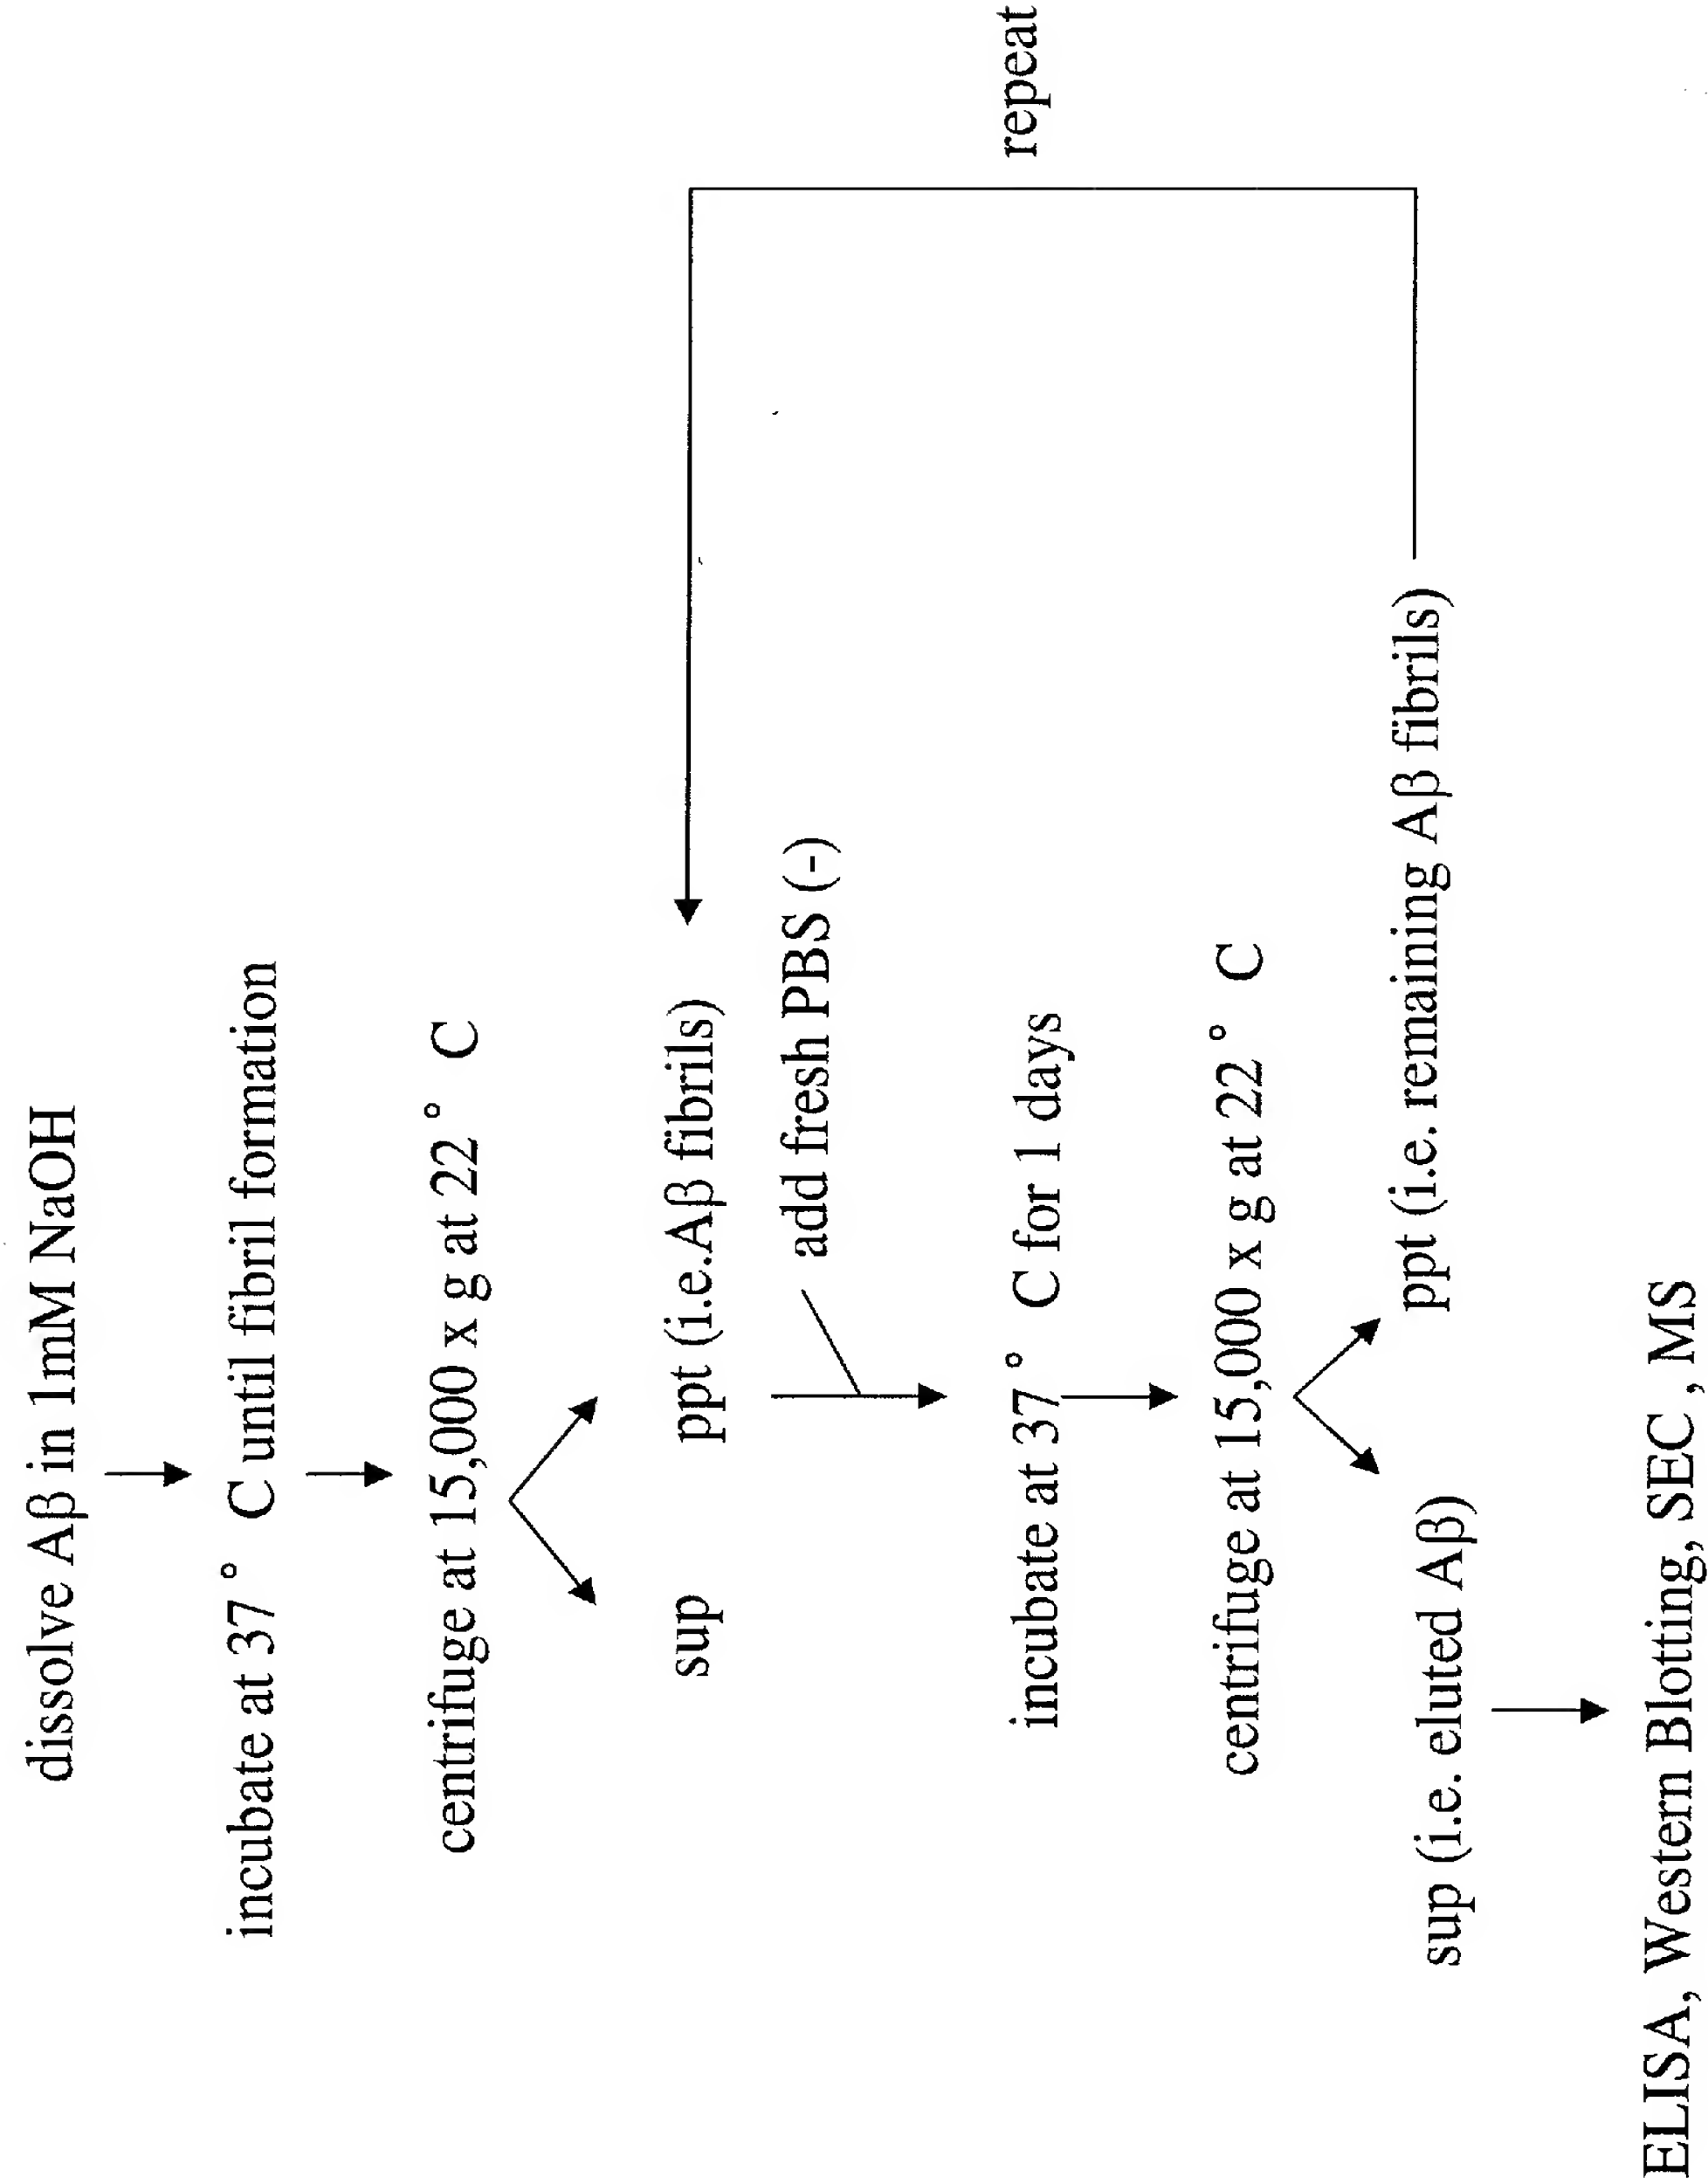 dissolve Aβ in 1mM NaOH
incubate at 37° C until fibril formation
centrifuge at 15,000 x g at 22° C
sup
ppt (i.e.Aβ fibrils)
add fresh PBS (-)
incubate at 37° C for 1 days
centrifuge at 15,000 x g at 22° C
sup (i.e. eluted Aβ)
ppt (i.e. remaining Aβ fibrils)
repeat
ELISA, Western Bloting, SEC , MS